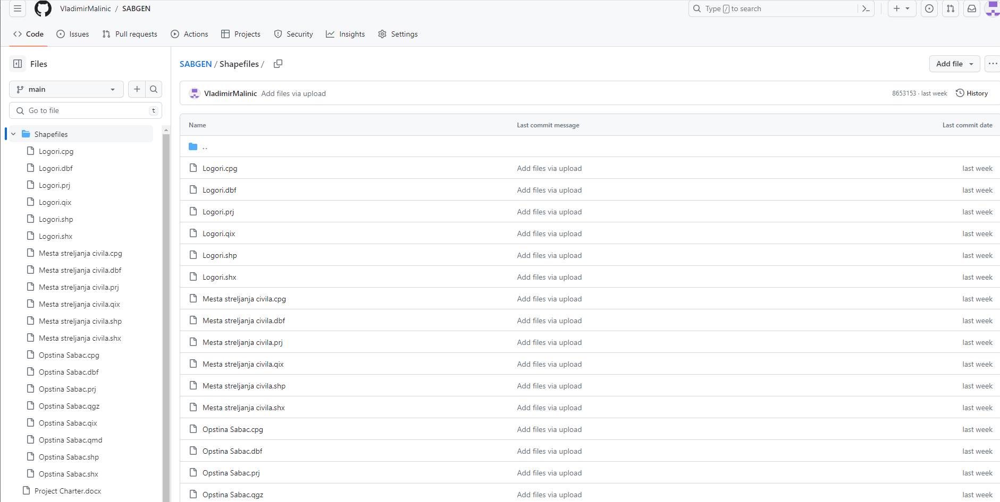 VladimirMalinic / SABGEN
Type / to search
Code
Issues
Pull requests
Actions
Projects
Security
Insights
Settings
Files
main
Go to file
t
Shapefiles
Logori.cpg
Logori.dbf
Logori.prj
Logori.qix
Logori.shp
Logori.shx
Mesta streljanja civila.cpg
Mesta streljanja civila.dbf
Mesta streljanja civila.prj
Mesta streljanja civila.qix
Mesta streljanja civila.shp
Mesta streljanja civila.shx
Opstina Sabac.cpg
Opstina Sabac.dbf
Opstina Sabac.prj
Opstina Sabac.qgz
Opstina Sabac.qix
Opstina Sabac.qmd
Opstina Sabac.shp
Opstina Sabac.shx
Project Charter.docx
SABGEN / Shapefiles /
Add file
VladimirMalinic Add files via upload
8653153 · last week
History
Name Last commit message Last commit date
..
Logori.cpg Add files via upload last week
Logori.dbf Add files via upload last week
Logori.prj Add files via upload last week
Logori.qix Add files via upload last week
Logori.shp Add files via upload last week
Logori.shx Add files via upload last week
Mesta streljanja civila.cpg Add files via upload last week
Mesta streljanja civila.dbf Add files via upload last week
Mesta streljanja civila.prj Add files via upload last week
Mesta streljanja civila.qix Add files via upload last week
Mesta streljanja civila.shp Add files via upload last week
Mesta streljanja civila.shx Add files via upload last week
Opstina Sabac.cpg Add files via upload last week
Opstina Sabac.dbf Add files via upload last week
Opstina Sabac.prj Add files via upload last week
Opstina Sabac.qgz Add files via upload last week